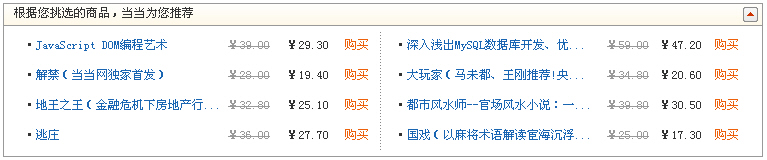 根据您挑选的商品，当当为您推荐
JavaScript DOM编程艺术 ￥39.00 ￥29.30 购买
解禁（当当网独家首发） ￥28.00 ￥19.40 购买
地王之王（金融危机下房地产行... ￥32.80 ￥25.10 购买
逃庄 ￥36.00 ￥27.70 购买
深入浅出MySQL数据库开发、优... ￥59.00 ￥47.20 购买
大玩家（马未都、王刚推荐!央... ￥34.80 ￥20.60 购买
都市风水师--官场风水小说：一... ￥39.80 ￥30.50 购买
国戏（以麻将术语解读宦海沉浮... ￥25.00 ￥17.30 购买